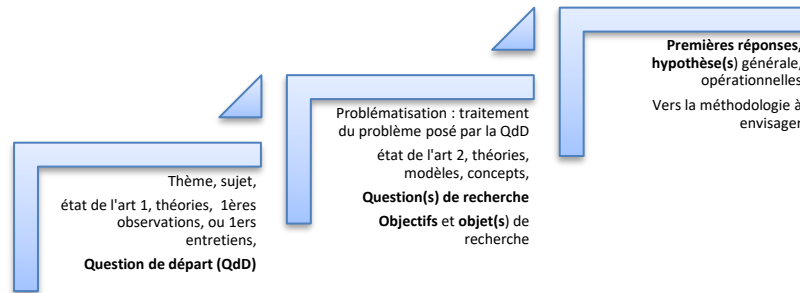 Thème, sujet,
état de l'art 1, théories, 1ères
observations, ou 1ers
entretiens,
Question de départ (QdD)
Problématisation : traitement
du problème posé par la QdD
état de l'art 2, théories,
modèles, concepts,
Question(s) de recherche
Objectifs et objet(s) de
recherche
Premières réponses,
hypothèse(s) générale,
opérationnelles
Vers la méthodologie à
envisager